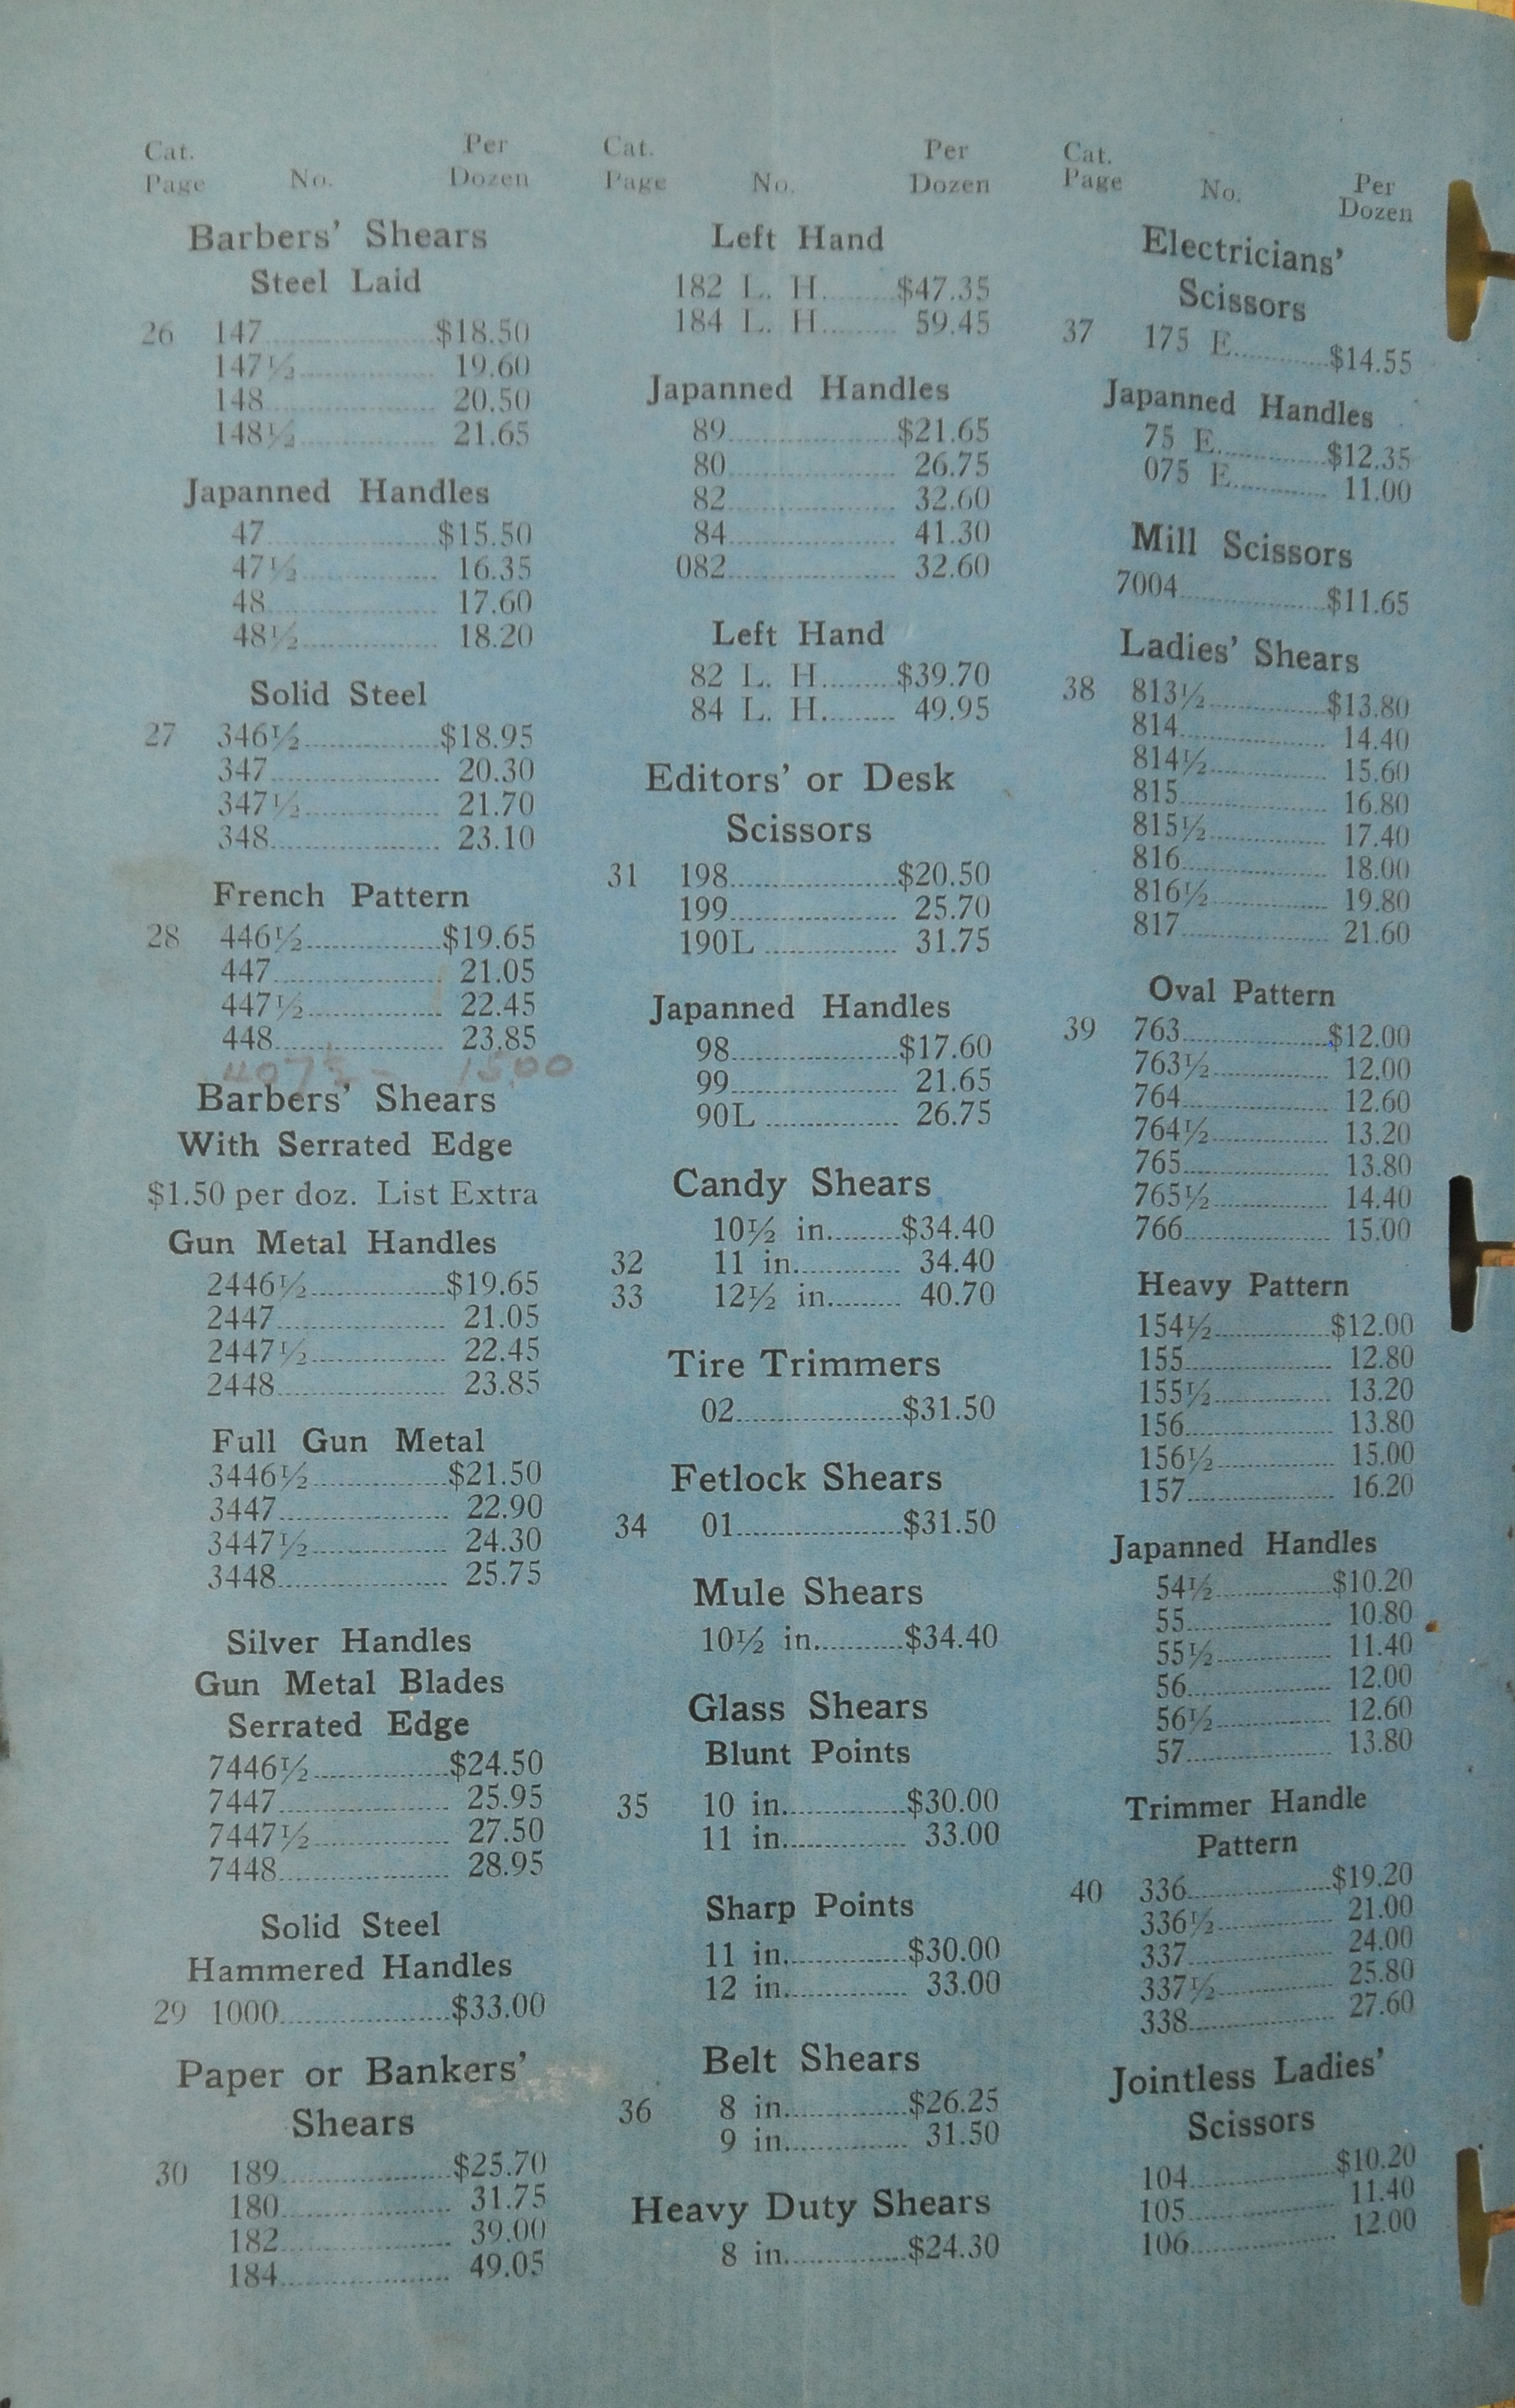 Cat.
Page No. Per
Dozen
Barbers' Shears
Steel Laid
26 147 $18.50
147½ 19.60
148 20.50
148½ 21.65
Japanned Handles
47 $15.50
47½ 16.35
48 17.60
48½ 18.20
Solid Steel
27 346½ $18.95
347 20.30
347½ 21.70
348 23.10
French Pattern
28 446½ $19.65
447 21.05
447½ 22.45
448 23.85
4075 - 15.00
Barbers' Shears
With Serrated Edge
$1.50 per doz. List Extra
Gun Metal Handles
2446½ $19.65
2447 21.05
2447½ 22.45
2448 23.85
Full Gun Metal
3446½ $21.50
3447 22.90
3447½ 24.30
3448 25.75
Silver Handles
Gun Metal Blades
Serrated Edge
7446½ $24.50
7447 25.95
7447½ 27.50
7448 28.95
Solid Steel
Hammered Handles
29 1000 $33.00
Paper or Bankers'
Shears
30 189 $25.70
180 31.75
182 39.00
184 49.05
Cat.
Page No. Per
Dozen
Left Hand
182 L. H. $47.35
184 L. H. 59.45
Japanned Handles
89 $21.65
80 26.75
82 32.60
84 41.30
082 32.60
Left Hand
82 L. H. $39.70
84 L. H. 49.95
Editors' or Desk
Scissors
31 198 $20.50
199 25.70
190L 31.75
Japanned Handles
98 $17.60
99 21.65
90L 26.75
Candy Shears
10½ in. $34.40
32 11 in. 34.40
33 12½ in. 40.70
Tire Trimmers
02 $31.50
Fetlock Shears
34 01 $31.50
Mule Shears
10½ in. $34.40
Glass Shears
Blunt Points
35 10 in. $30.00
11 in. 33.00
Sharp Points
11 in. $30.00
12 in. 33.00
Belt Shears
36 8 in. $26.25
9 in. 31.50
Heavy Duty Shears
8 in. $24.30
Cat.
Page No. Per
Dozen
Electricians'
Scissors
37 175 E. $14.55
Japanned Handles
75 E. $12.35
075 E. 11.00
Mill Scissors
7004 $11.65
Ladies' Shears
38 813½ $13.80
814 14.40
814½ 15.60
815 16.80
815½ 17.40
816 18.00
816½ 19.80
817 21.60
Oval Pattern
39 763 $12.00
763½ 12.00
764 12.60
764½ 13.20
765 13.80
765½ 14.40
766 15.00
Heavy Pattern
154½ $12.00
155 12.80
155½ 13.20
156 13.80
156½ 15.00
157 16.20
Japanned Handles
54½ $10.20
55 10.80
55½ 11.40
56 12.00
56½ 12.60
57 13.80
Trimmer Handle
Pattern
40 336 $19.20
336½ 21.00
337 24.00
337½ 25.80
338 27.60
Jointless Ladies'
Scissors
104 $10.20
105 11.40
106 12.00